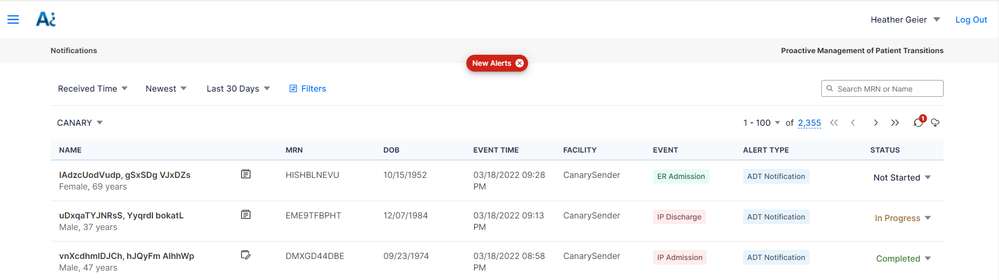 Ai
Heather Geier Log Out
Notifications Proactive Management of Patient Transitions
New Alerts
Received Time Newest Last 30 Days Filters Search MRN or Name
CANARY 1 - 100 of 2,355 1
NAME MRN DOB EVENT TIME FACILITY EVENT ALERT TYPE STATUS
IAdzcUodVudp, gSxSDg VJxDZs HISHBLNEVU 10/15/1952 03/18/2022 09:28 CanarySender ER Admission ADT Notification Not Started
Female, 69 years PM
uDxqaTYJNRsS, Yyqrdl bokatL EME9TFBPHT 12/07/1984 03/18/2022 09:13 CanarySender IP Discharge ADT Notification In Progress
Male, 37 years PM
vnXcdhmIDJCh, hJQyFm AlhhWp DMXGD44DBE 09/23/1974 03/18/2022 08:58 CanarySender IP Admission ADT Notification Completed
Male, 47 years PM